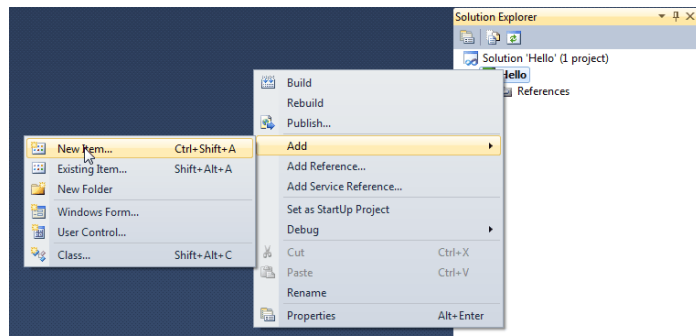 Solution Explorer
Solution 'Hello' (1 project)
Hello
References
Build
Rebuild
Publish...
Add
Add Reference...
Add Service Reference...
Set as StartUp Project
Debug
Cut Ctrl+X
Paste Ctrl+V
Rename
Properties Alt+Enter
New Item... Ctrl+Shift+A
Existing Item... Shift+Alt+A
New Folder
Windows Form...
User Control...
Class... Shift+Alt+C